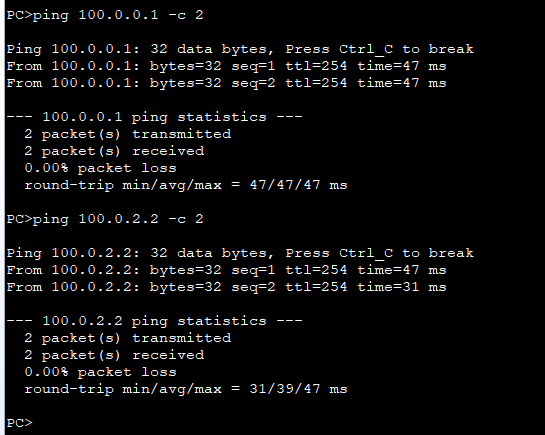 PC>ping 100.0.0.1 -c 2
Ping 100.0.0.1: 32 data bytes, Press Ctrl_C to break
From 100.0.0.1: bytes=32 seq=1 ttl=254 time=47 ms
From 100.0.0.1: bytes=32 seq=2 ttl=254 time=47 ms
--- 100.0.0.1 ping statistics ---
2 packet(s) transmitted
2 packet(s) received
0.00% packet loss
round-trip min/avg/max = 47/47/47 ms
PC>ping 100.0.2.2 -c 2
Ping 100.0.2.2: 32 data bytes, Press Ctrl_C to break
From 100.0.2.2: bytes=32 seq=1 ttl=254 time=47 ms
From 100.0.2.2: bytes=32 seq=2 ttl=254 time=31 ms
--- 100.0.2.2 ping statistics ---
2 packet(s) transmitted
2 packet(s) received
0.00% packet loss
round-trip min/avg/max = 31/39/47 ms
PC>